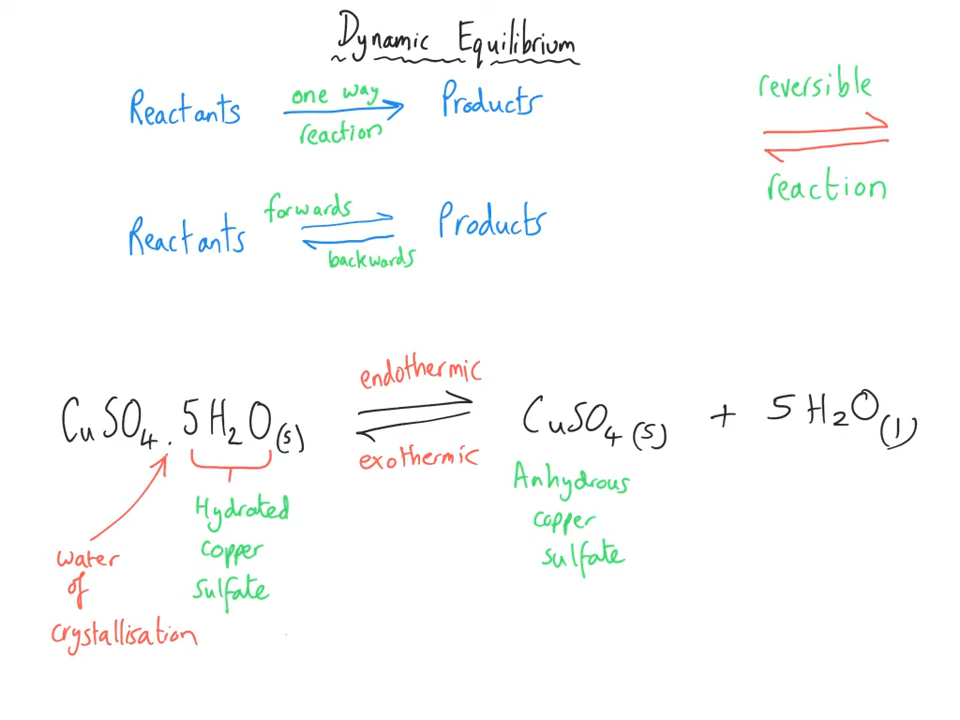 Dynamic Equilibrium
Reactants one way reaction Products
reversible
reaction
Reactants forwards backwards Products
endothermic
CuSO4 . 5H2O(s) ⇌ CuSO4(s) + 5H2O(l)
exothermic
Hydrated
copper
sulfate
Anhydrous
copper
sulfate
water
of
crystallisation